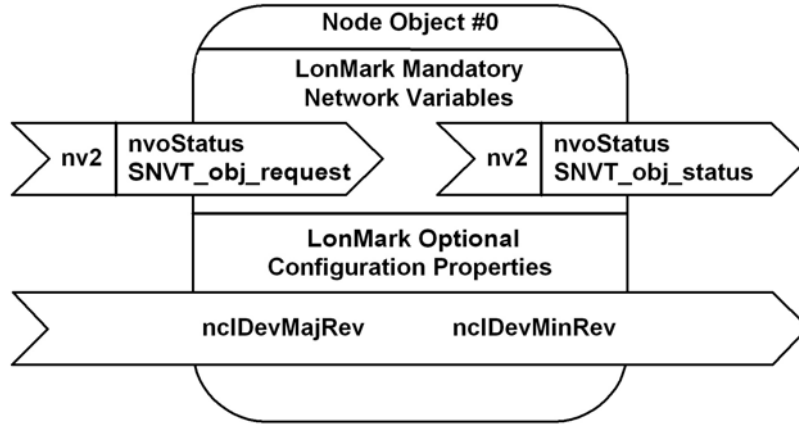 Node Object #0
LonMark Mandatory
Network Variables
nv2
nvoStatus
SNVT_obj_request
nv2
nvoStatus
SNVT_obj_status
LonMark Optional
Configuration Properties
nclDevMajRev
nclDevMinRev